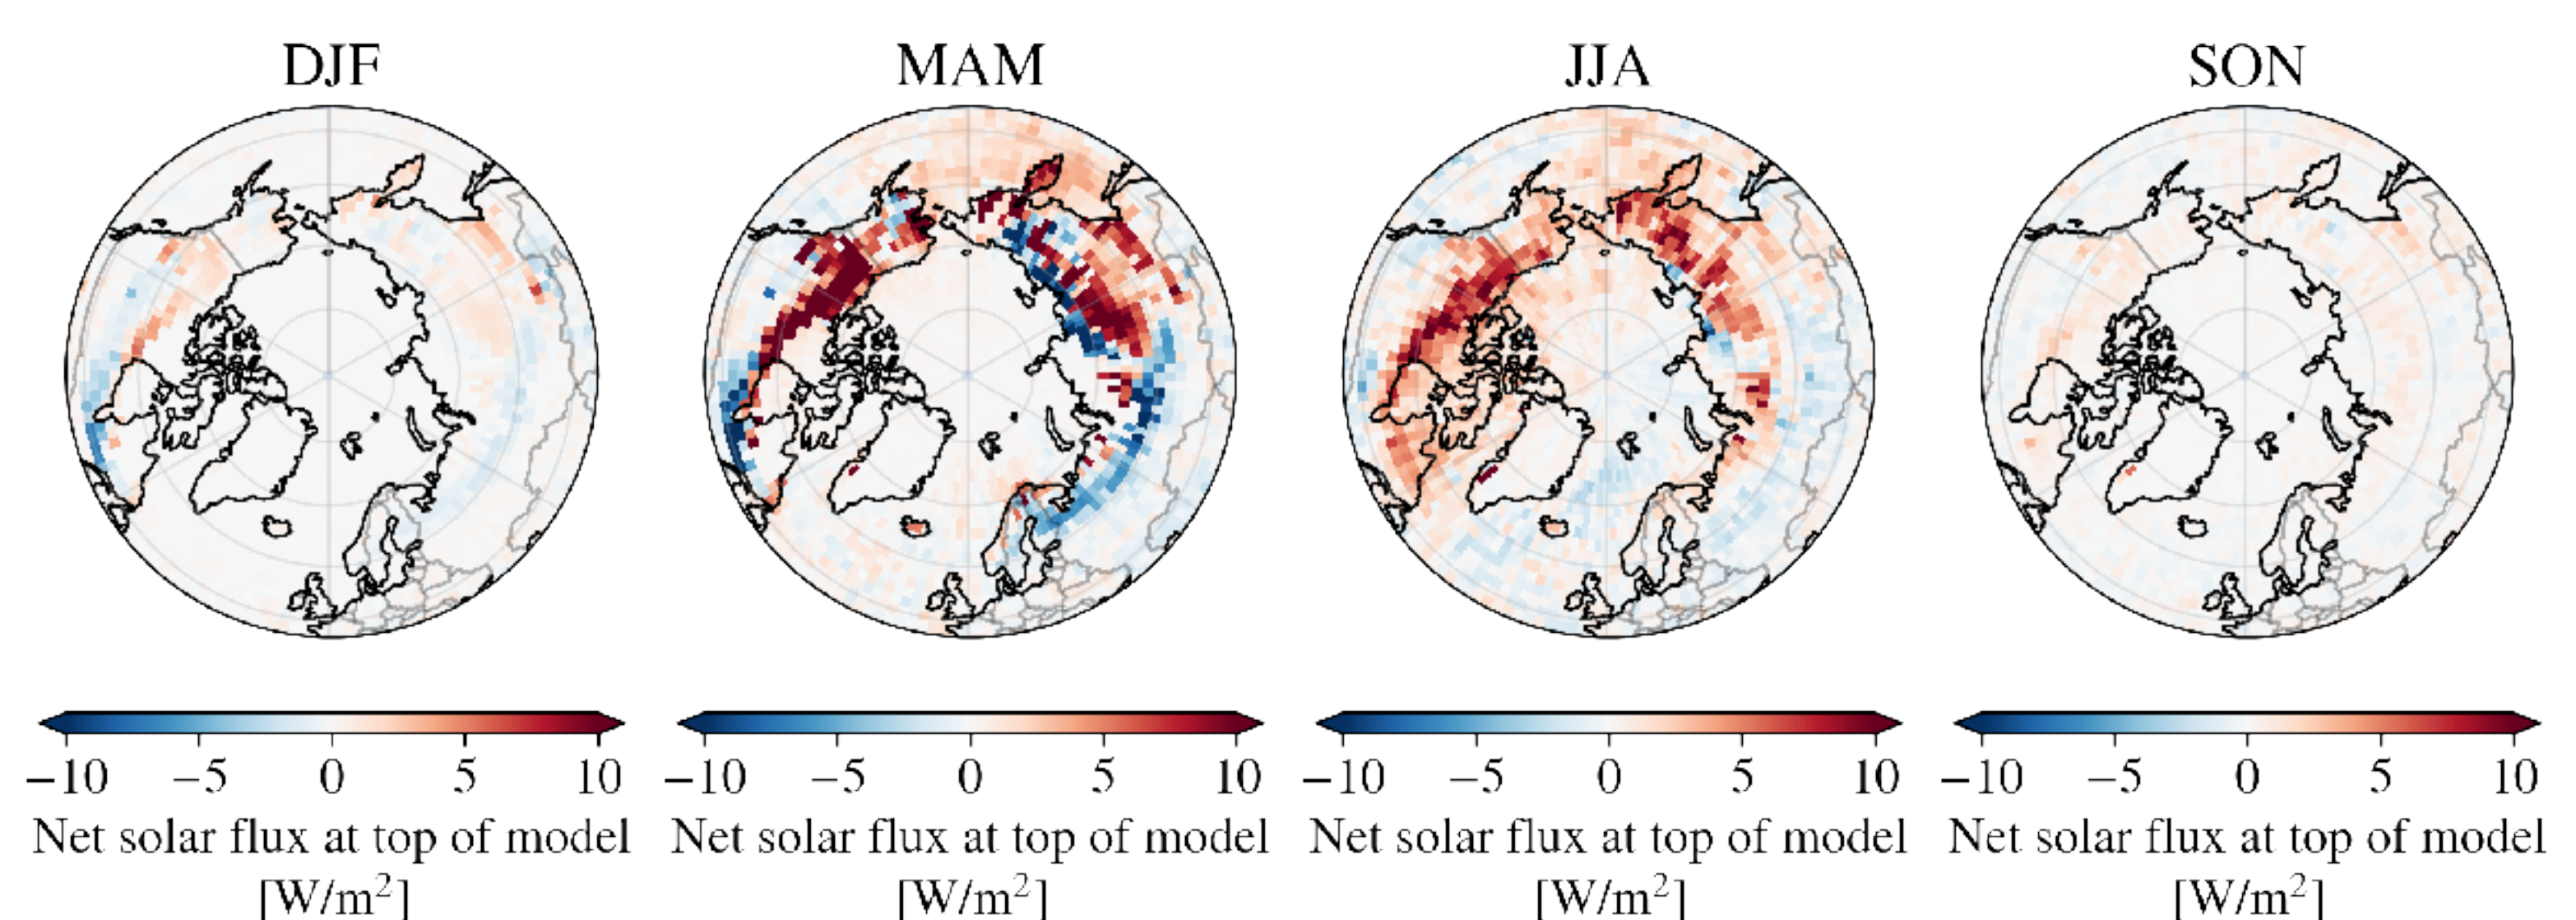 DJF MAM JJA SON
−10 −5 0 5 10 −10 −5 0 5 10 −10 −5 0 5 10 −10 −5 0 5 10
Net solar flux at top of model Net solar flux at top of model Net solar flux at top of model Net solar flux at top of model
[W/m²] [W/m²] [W/m²] [W/m²]